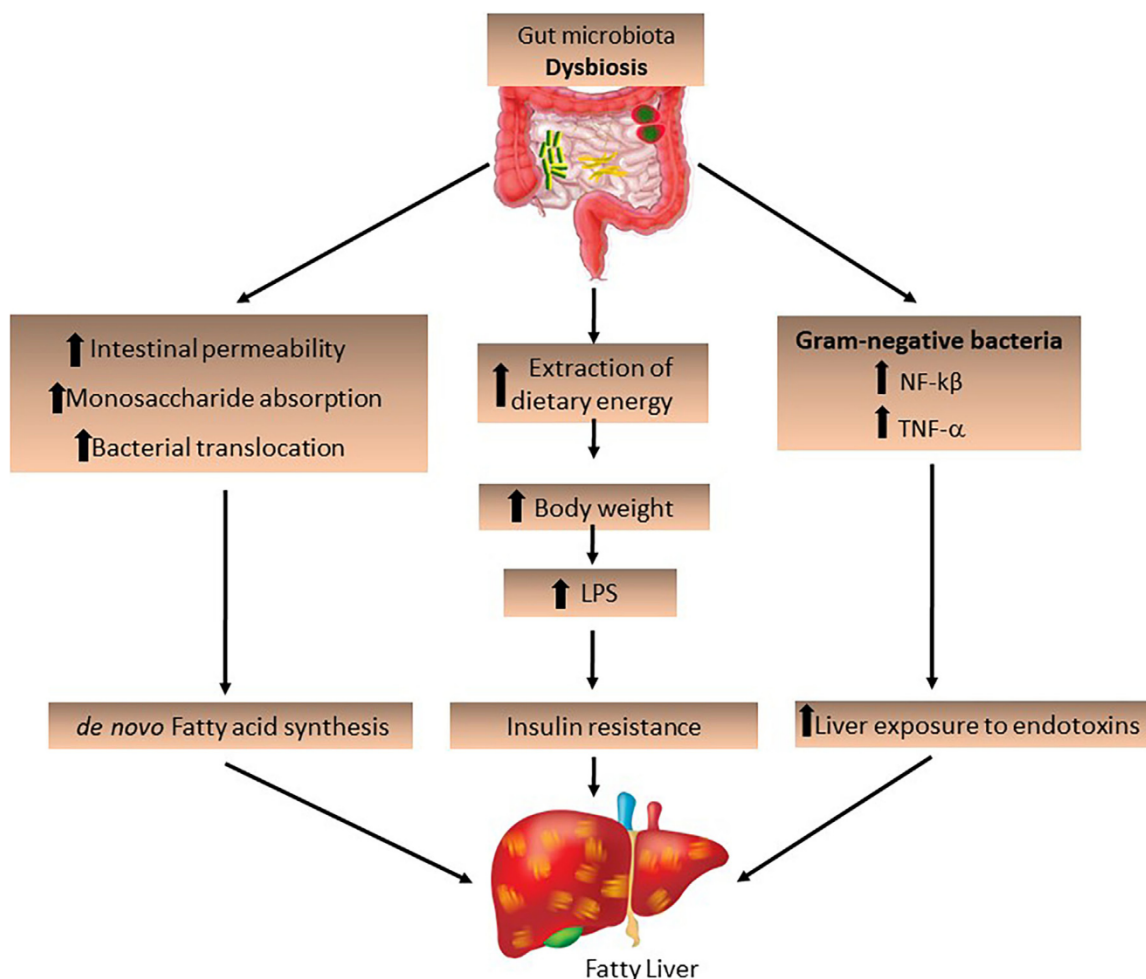 Gut microbiota
Dysbiosis
⬆Intestinal permeability
⬆Monosaccharide absorption
⬆Bacterial translocation
⬆ Extraction of
dietary energy
Gram-negative bacteria
⬆ NF-kβ
⬆ TNF-α
⬆ Body weight
⬆ LPS
de novo Fatty acid synthesis
Insulin resistance
⬆Liver exposure to endotoxins
Fatty Liver